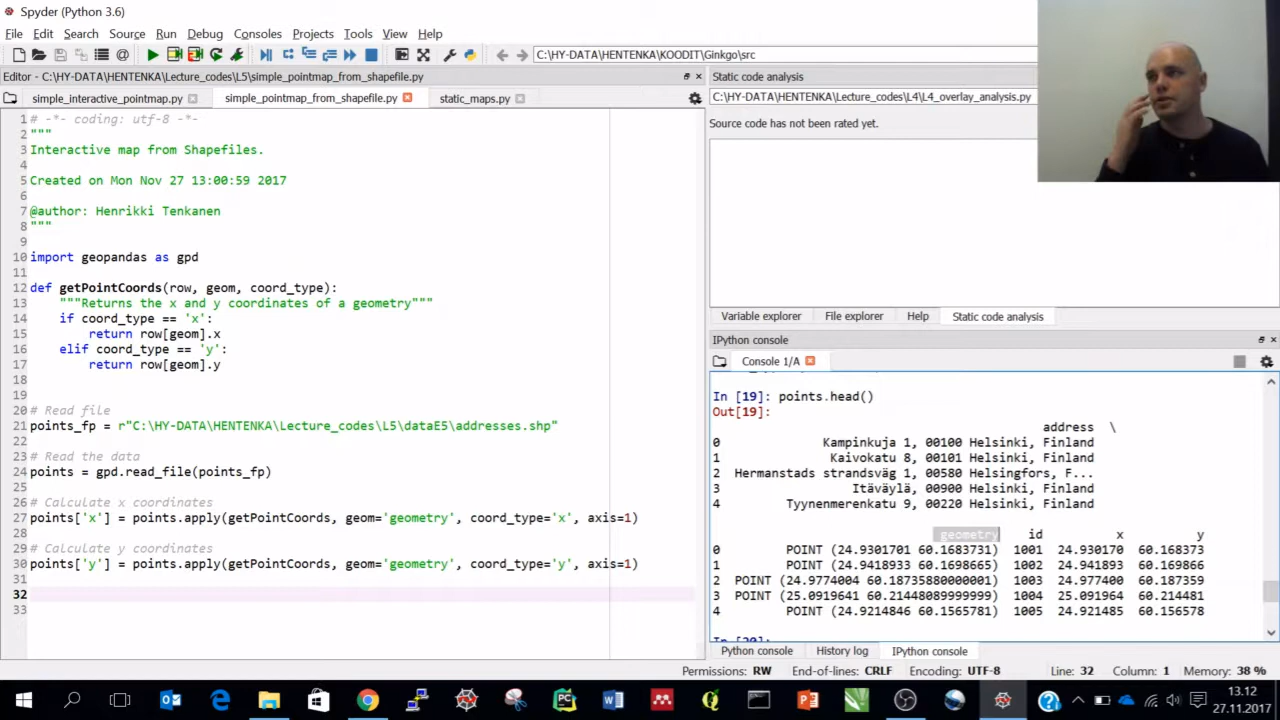 Spyder (Python 3.6)
File Edit Search Source Run Debug Consoles Projects Tools View Help
C:\HY-DATA\HENTENKA\KOODIT\Ginkgo\src
Editor - C:\HY-DATA\HENTENKA\Lecture_codes\L5\simple_pointmap_from_shapefile.py
simple_interactive_pointmap.py simple_pointmap_from_shapefile.py static_maps.py
1 # -*- coding: utf-8 -*-
2 """
3 Interactive map from Shapefiles.
4
5 Created on Mon Nov 27 13:00:59 2017
6
7 @author: Henrikki Tenkanen
8 """
9
10 import geopandas as gpd
11
12 def getPointCoords(row, geom, coord_type):
13     """Returns the x and y coordinates of a geometry"""
14     if coord_type == 'x':
15         return row[geom].x
16     elif coord_type == 'y':
17         return row[geom].y
18
19
20 # Read file
21 points_fp = r"C:\HY-DATA\HENTENKA\Lecture_codes\L5\dataE5\addresses.shp"
22
23 # Read the data
24 points = gpd.read_file(points_fp)
25
26 # Calculate x coordinates
27 points['x'] = points.apply(getPointCoords, geom='geometry', coord_type='x', axis=1)
28
29 # Calculate y coordinates
30 points['y'] = points.apply(getPointCoords, geom='geometry', coord_type='y', axis=1)
31
32
33
Static code analysis
C:\HY-DATA\HENTENKA\Lecture_codes\L4\L4_overlay_analysis.py
Source code has not been rated yet.
Variable explorer File explorer Help Static code analysis
IPython console
Console 1/A
In [19]: points.head()
Out[19]:
address \
0 Kampinkuja 1, 00100 Helsinki, Finland
1 Kaivokatu 8, 00101 Helsinki, Finland
2 Hermanstads strandsväg 1, 00580 Helsingfors, F...
3 Itäväylä, 00900 Helsinki, Finland
4 Tyynenmerenkatu 9, 00220 Helsinki, Finland
geometry id x y
0 POINT (24.9301701 60.1683731) 1001 24.930170 60.168373
1 POINT (24.9418933 60.1698665) 1002 24.941893 60.169866
2 POINT (24.9774004 60.18735880000001) 1003 24.977400 60.187359
3 POINT (25.0919641 60.21448089999999) 1004 25.091964 60.214481
4 POINT (24.9214846 60.1565781) 1005 24.921485 60.156578
In [20]:
Python console History log IPython console
Permissions: RW End-of-lines: CRLF Encoding: UTF-8 Line: 32 Column: 1 Memory: 38 %
13.12
27.11.2017